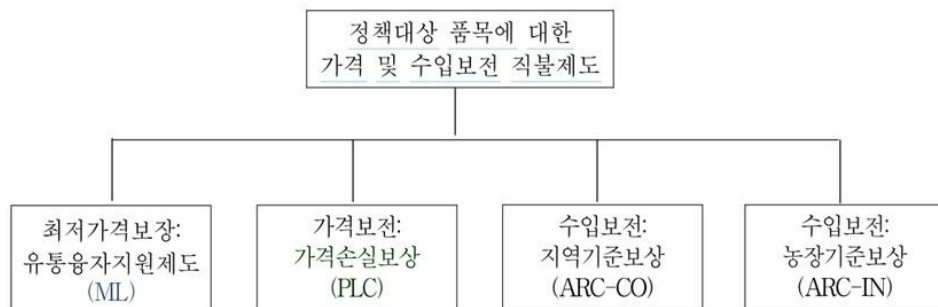 정책대상 품목에 대한
가격 및 수입보전 직불제도
최저가격보장:
유통융자지원제도
(ML)
가격보전:
가격손실보상
(PLC)
수입보전:
지역기준보상
(ARC-CO)
수입보전:
농장기준보상
(ARC-IN)